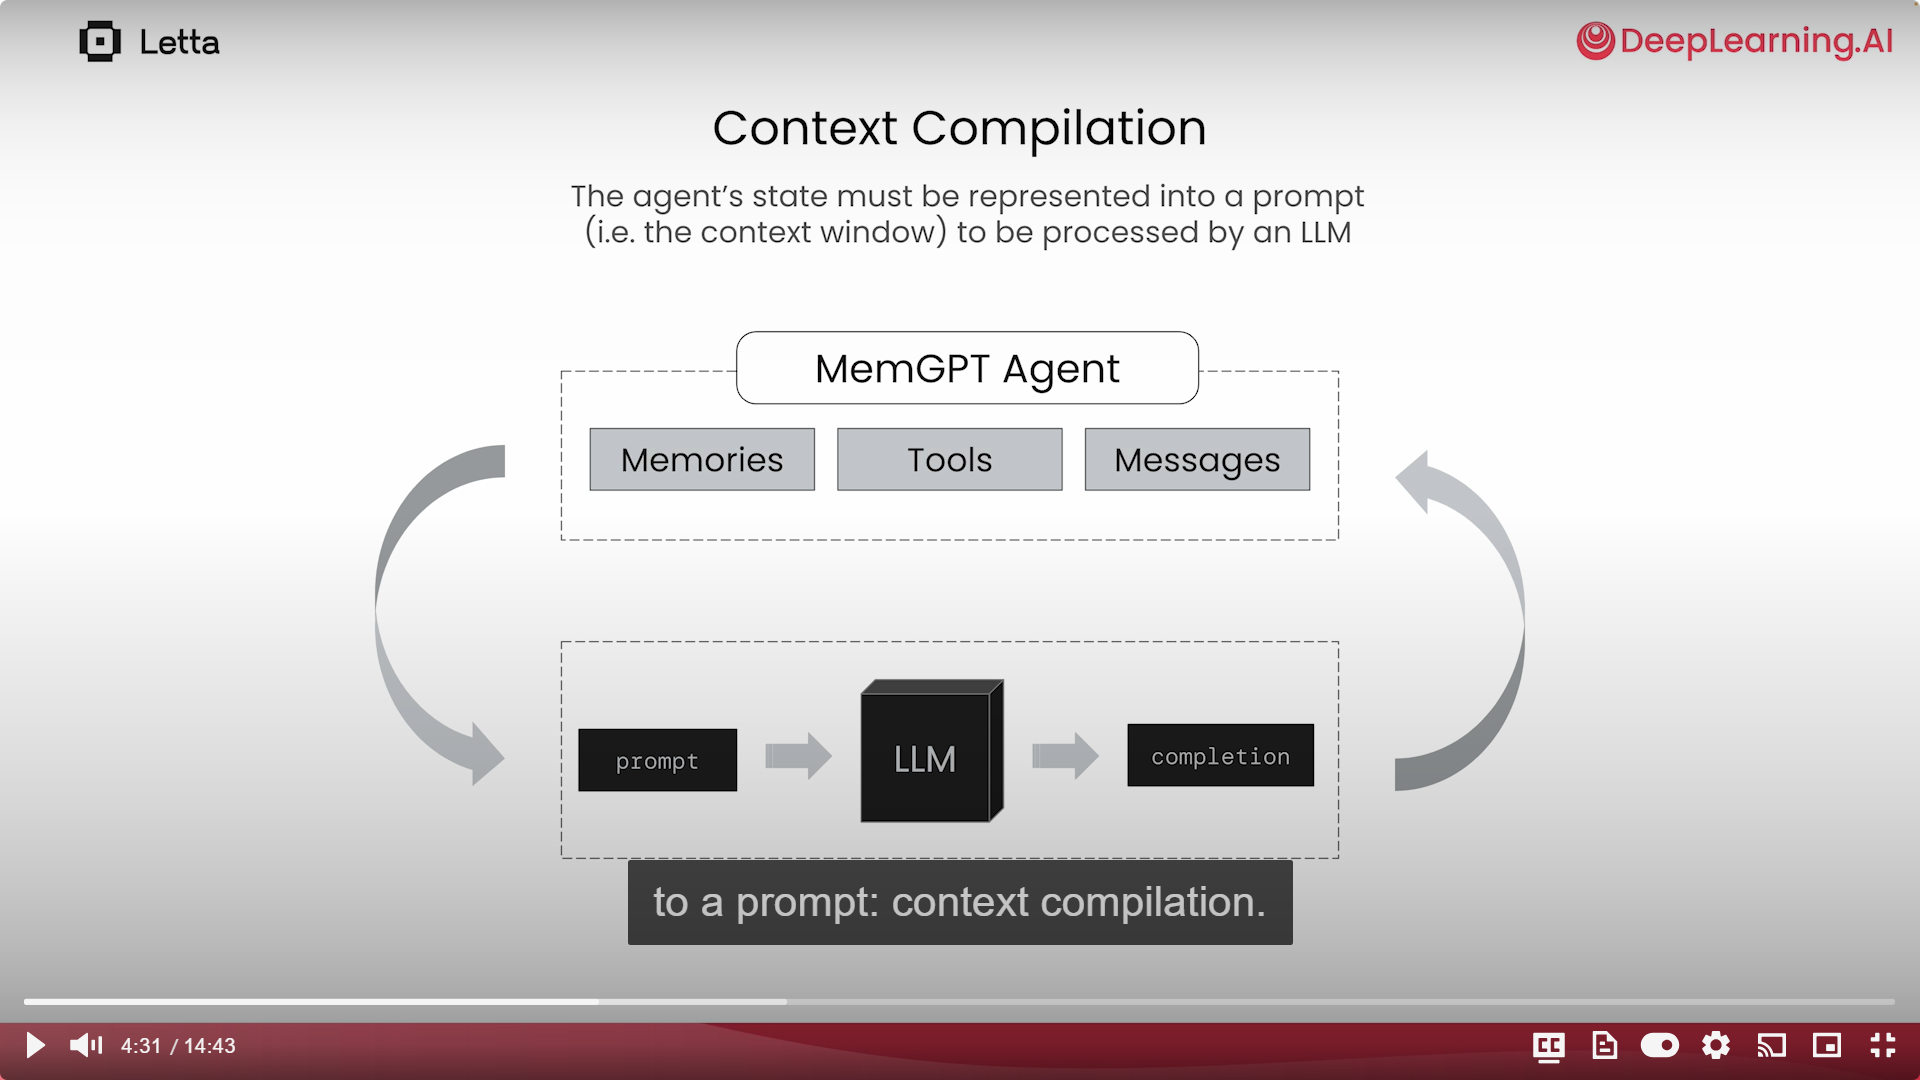 Letta
DeepLearning.AI
Context Compilation
The agent’s state must be represented into a prompt
(i.e. the context window) to be processed by an LLM
MemGPT Agent
Memories
Tools
Messages
prompt
LLM
completion
to a prompt: context compilation.
4:31 / 14:43
CC